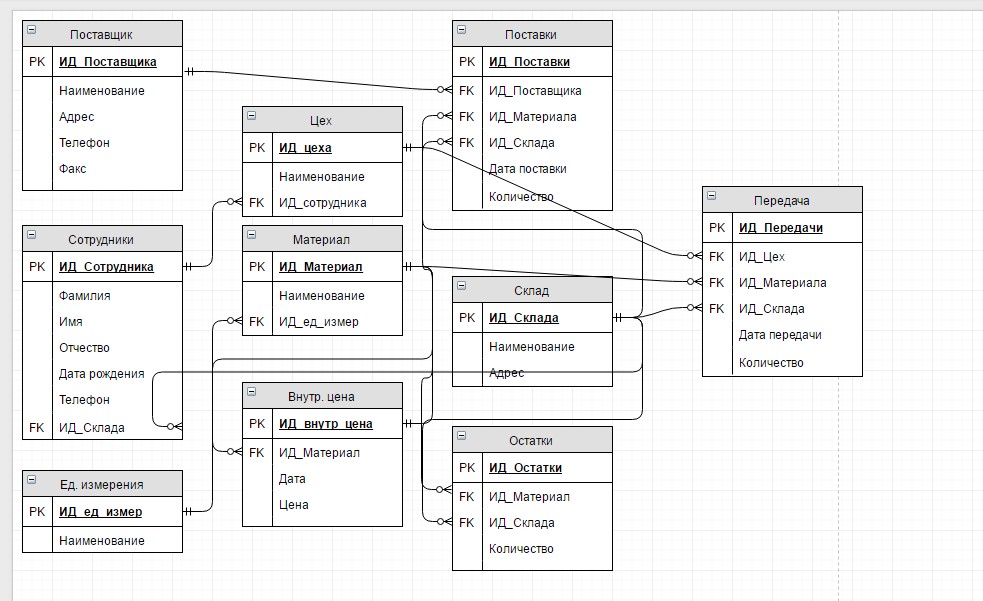 Поставщик
PK ИД_Поставщика
Наименование
Адрес
Телефон
Факс
Поставки
PK ИД_Поставки
FK ИД_Поставщика
FK ИД_Материала
FK ИД_Склада
Дата поставки
Количество
Цех
PK ИД_цеха
Наименование
FK ИД_сотрудника
Передача
PK ИД_Передачи
FK ИД_Цех
FK ИД_Материала
FK ИД_Склада
Дата передачи
Количество
Сотрудники
PK ИД_Сотрудника
Фамилия
Имя
Отчество
Дата рождения
Телефон
FK ИД_Склада
Материал
PK ИД_Материал
Наименование
FK ИД_ед_измер
Склад
PK ИД_Склада
Наименование
Адрес
Внутр. цена
PK ИД_внутр_цена
FK ИД_Материал
Дата
Цена
Остатки
PK ИД_Остатки
FK ИД_Материал
FK ИД_Склада
Количество
Ед. измерения
PK ИД_ед_измер
Наименование